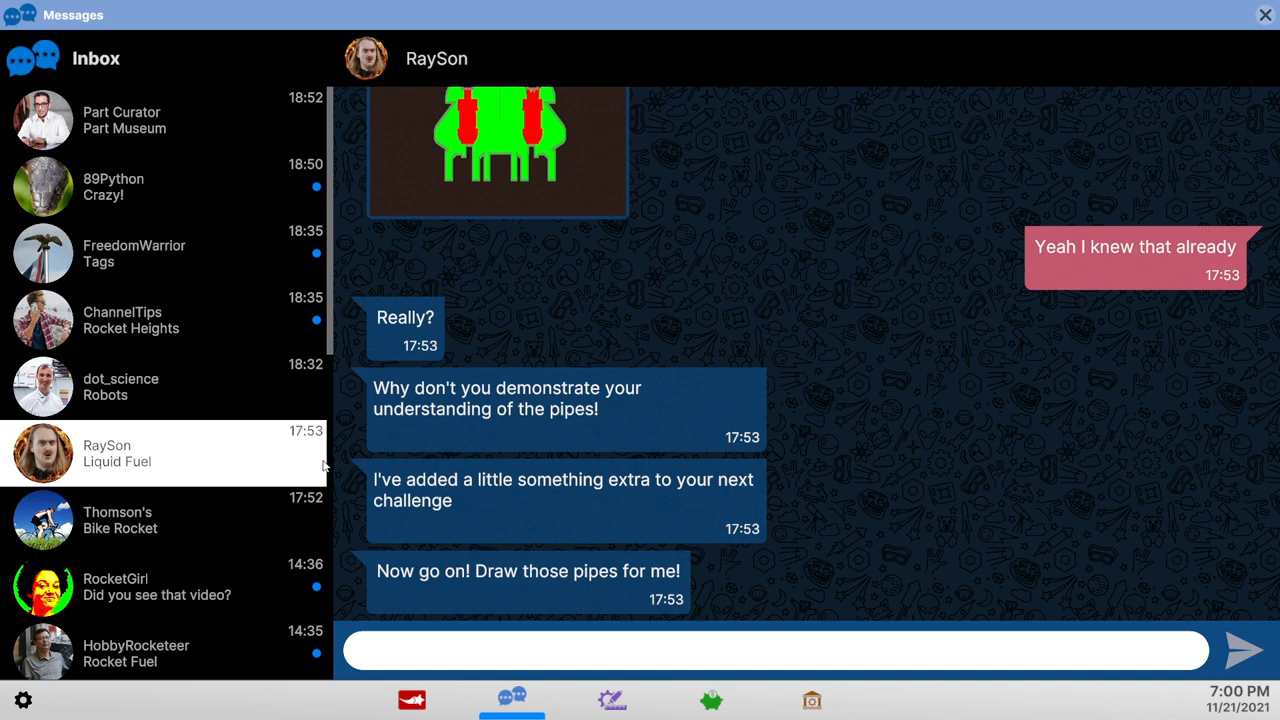 Messages
Inbox
RaySon
18:52
Part Curator
Part Museum
18:50
89Python
Crazy!
18:35
FreedomWarrior
Tags
18:35
ChannelTips
Rocket Heights
18:32
dot_science
Robots
17:53
RaySon
Liquid Fuel
17:52
Thomson's
Bike Rocket
14:36
RocketGirl
Did you see that video?
14:35
HobbyRocketeer
Rocket Fuel
Yeah I knew that already
17:53
Really?
17:53
Why don't you demonstrate your
understanding of the pipes!
17:53
I've added a little something extra to your next
challenge
17:53
Now go on! Draw those pipes for me!
17:53
7:00 PM
11/21/2021